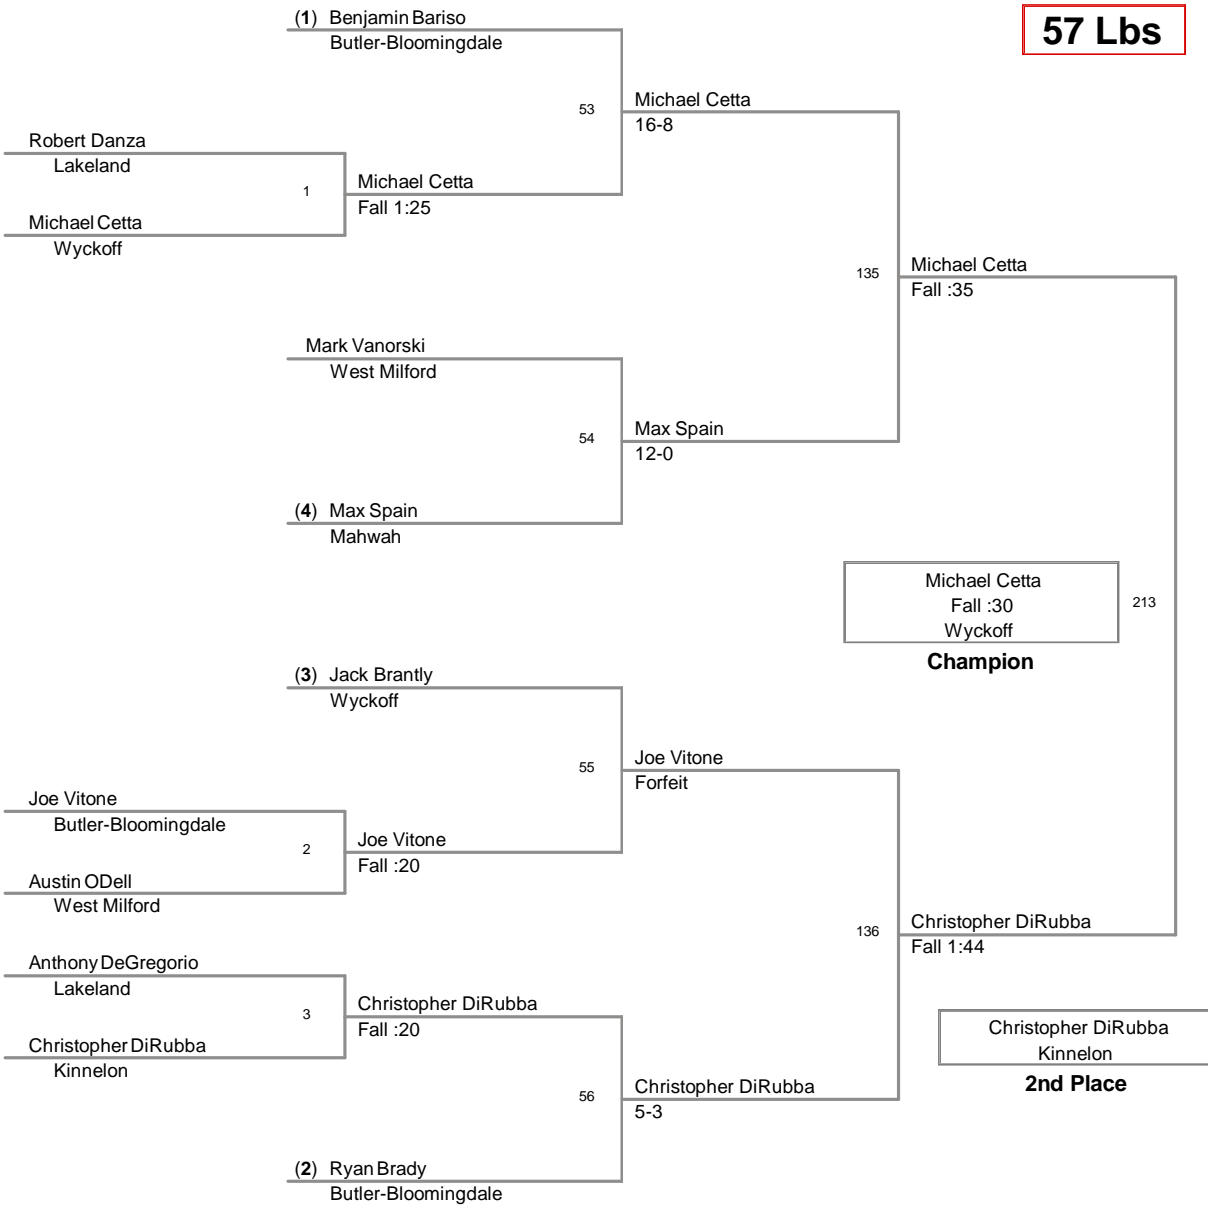 (1) Benjamin Bariso
Butler-Bloomingdale
57 Lbs
53
Michael Cetta
16-8
Robert Danza
Lakeland
1
Michael Cetta
Fall 1:25
Michael Cetta
Wyckoff
135
Michael Cetta
Fall :35
Mark Vanorski
West Milford
54
Max Spain
12-0
(4) Max Spain
Mahwah
Michael Cetta
Fall :30
Wyckoff
213
Champion
(3) Jack Brantly
Wyckoff
55
Joe Vitone
Forfeit
Joe Vitone
Butler-Bloomingdale
2
Joe Vitone
Fall :20
Austin ODell
West Milford
136
Christopher DiRubba
Fall 1:44
Anthony DeGregorio
Lakeland
3
Christopher DiRubba
Fall :20
Christopher DiRubba
Kinnelon
Christopher DiRubba
Kinnelon
2nd Place
56
Christopher DiRubba
5-3
(2) Ryan Brady
Butler-Bloomingdale